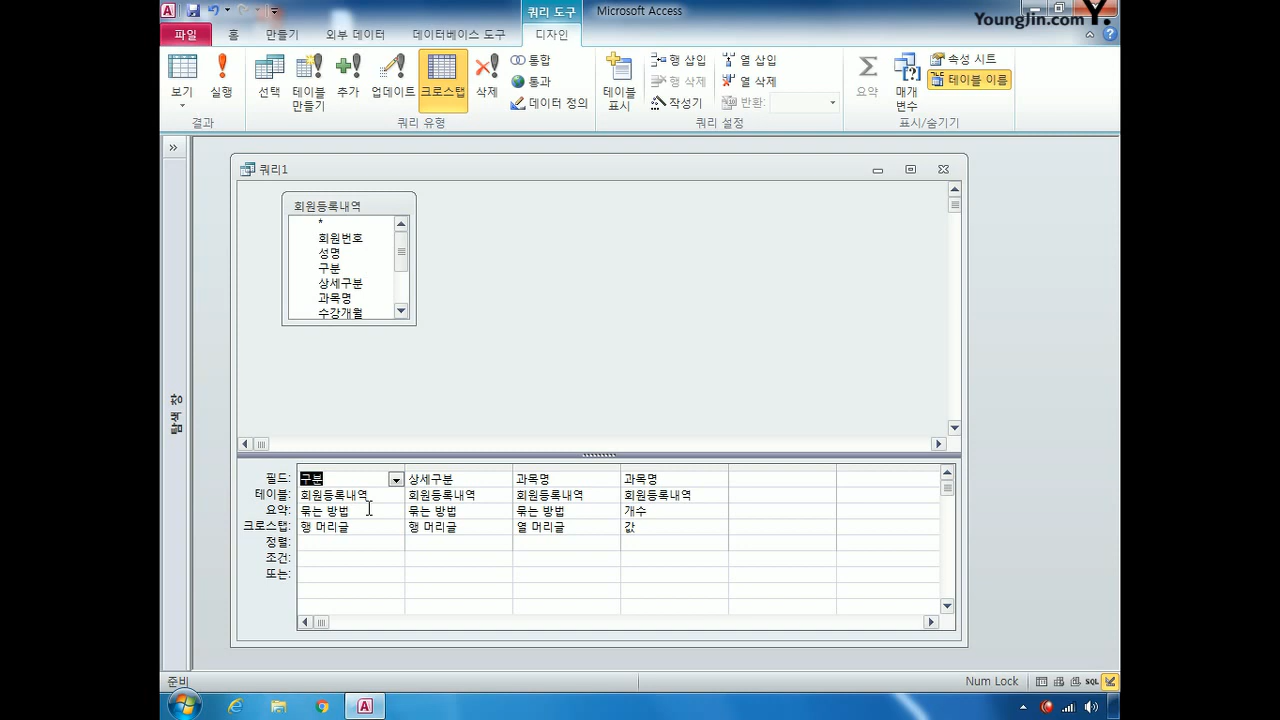 쿼리 도구
Microsoft Access
YoungJin.com Y.
파일
홈
만들기
외부 데이터
데이터베이스 도구
디자인
보기
실행
선택
테이블 만들기
추가
업데이트
크로스탭
삭제
통합
통과
데이터 정의
테이블 표시
행 삽입
행 삭제
작성기
열 삽입
열 삭제
반환:
요약
매개 변수
속성 시트
테이블 이름
결과
쿼리 유형
쿼리 설정
표시/숨기기
»
탐색 창
쿼리1
회원등록내역
*
회원번호
성명
구분
상세구분
과목명
수강개월
필드: 구분 상세구분 과목명 과목명
테이블: 회원등록내역 회원등록내역 회원등록내역 회원등록내역
요약: 묶는 방법 묶는 방법 묶는 방법 개수
크로스탭: 행 머리글 행 머리글 열 머리글 값
정렬:
조건:
또는:
준비
Num Lock
SQL